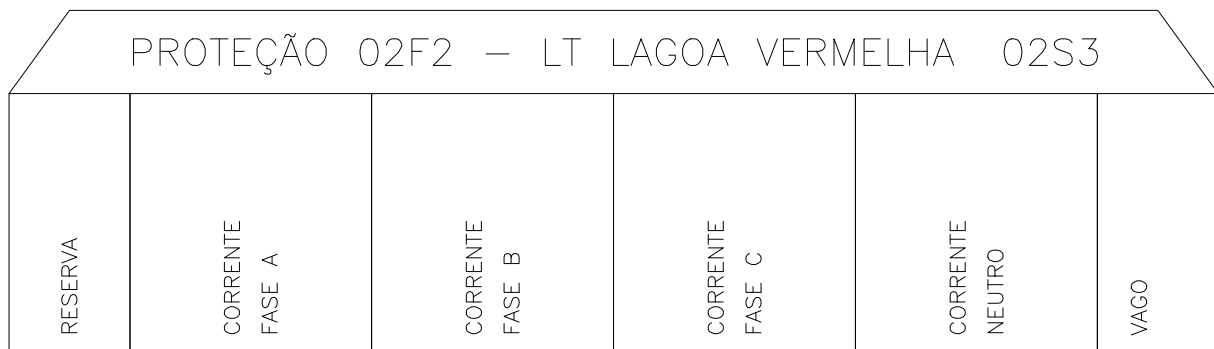 PROTEÇÃO 02F2 - LT LAGOA VERMELHA 02S3
RESERVA
CORRENTE
FASE A
CORRENTE
FASE B
CORRENTE
FASE C
CORRENTE
NEUTRO
VAGO